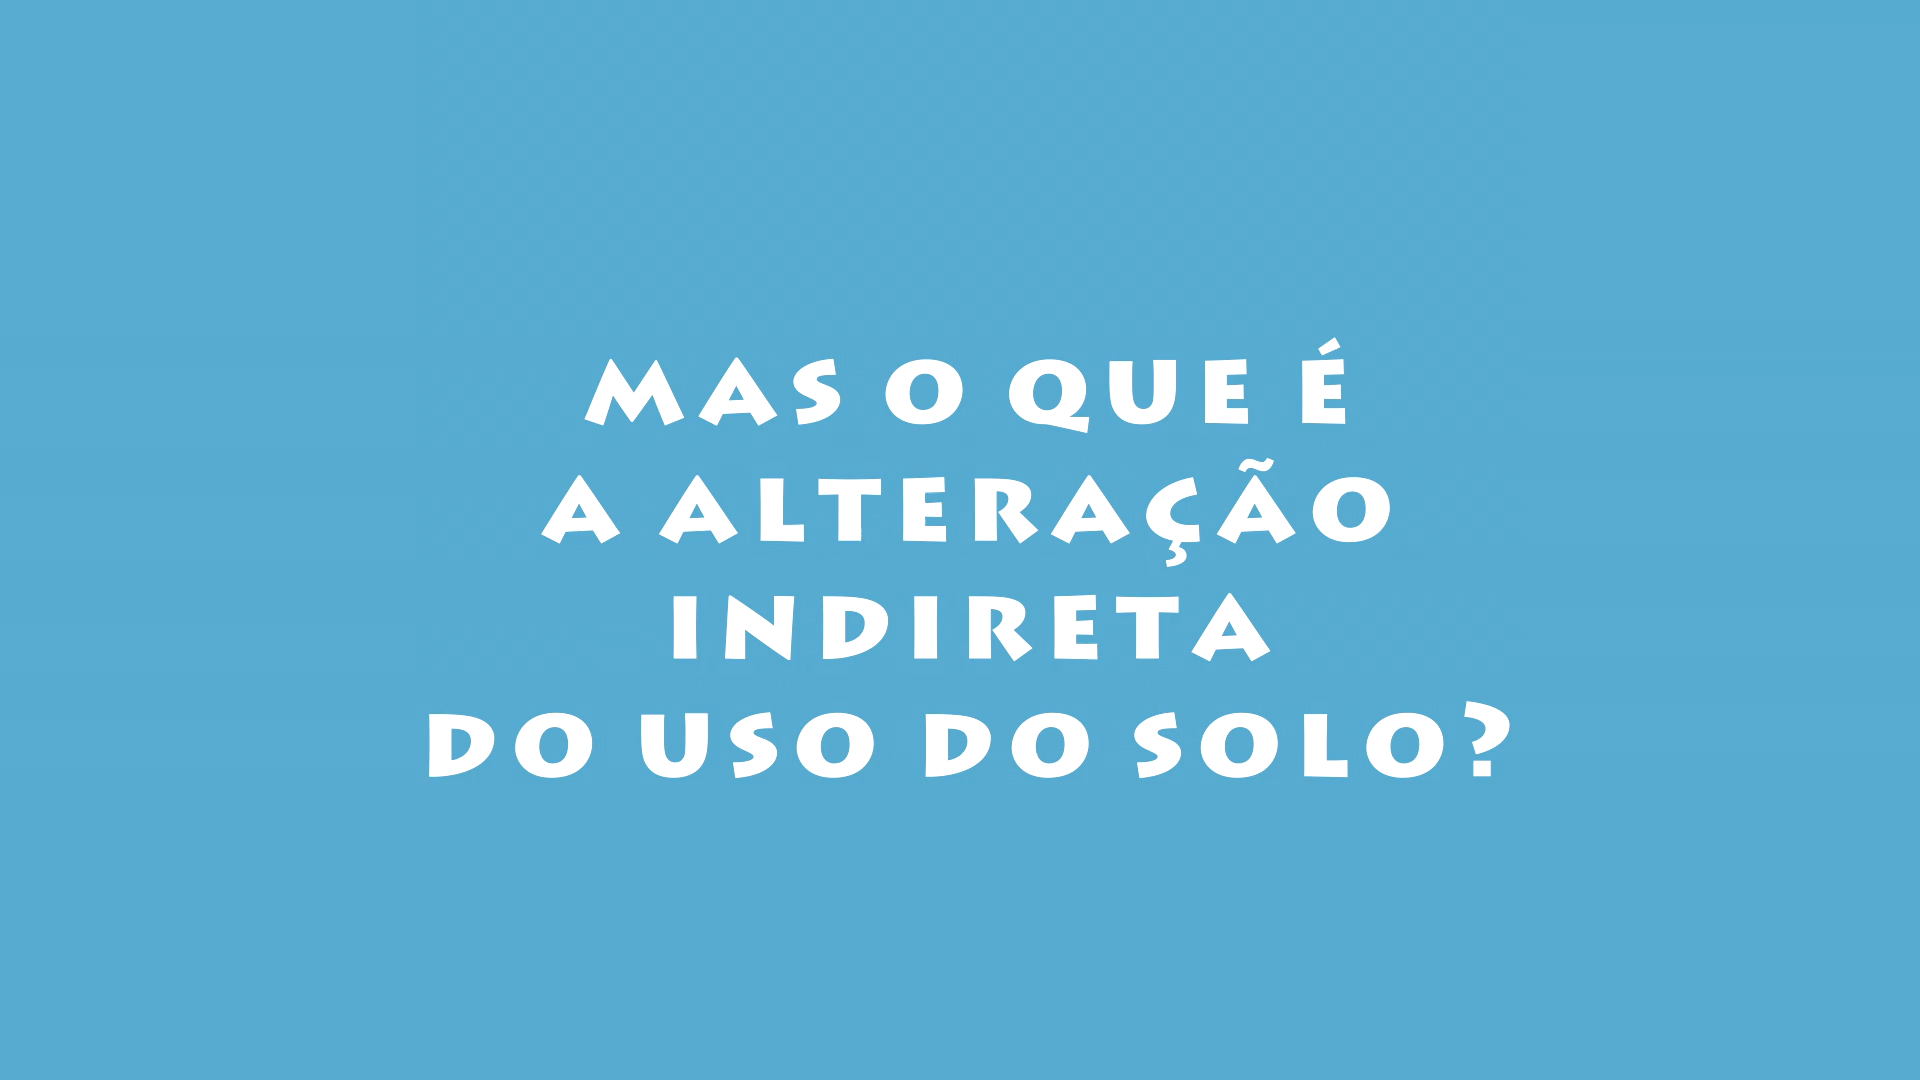 MAS O QUE É
A ALTERAÇÃO
INDIRETA
DO USO DO SOLO?